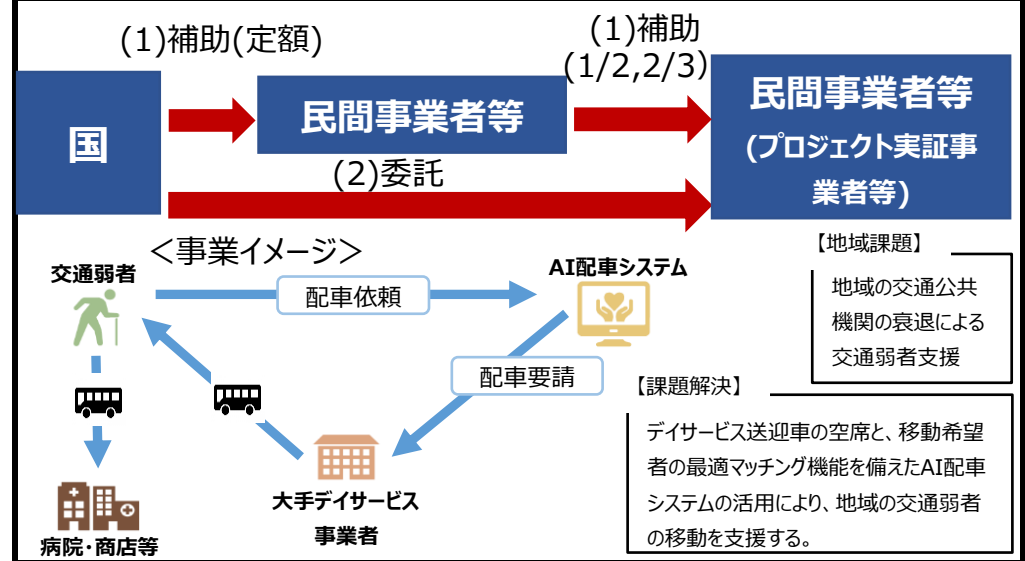 (1)補助(定額)
(1)補助
(1/2,2/3)
国
民間事業者等
民間事業者等
(プロジェクト実証事
業者等)
(2)委託
＜事業イメージ＞
交通弱者
配車依頼
AI配車システム
配車要請
大手デイサービス
事業者
病院・商店等
【地域課題】
地域の交通公共
機関の衰退による
交通弱者支援
【課題解決】
デイサービス送迎車の空席と、移動希望
者の最適マッチング機能を備えたAI配車
システムの活用により、地域の交通弱者
の移動を支援する。